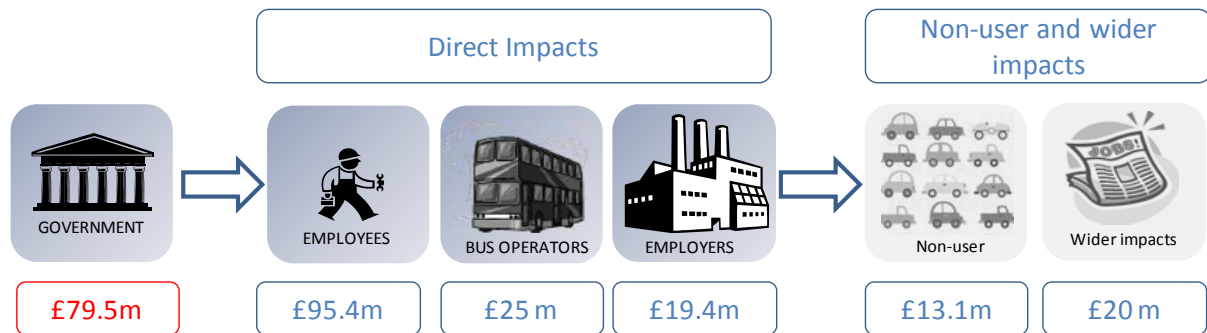 Direct Impacts
Non-user and wider
impacts
GOVERNMENT
EMPLOYEES
BUS OPERATORS
EMPLOYERS
JOBS!
Non-user
Wider impacts
£79.5m
£95.4m
£25 m
£19.4m
£13.1m
£20 m